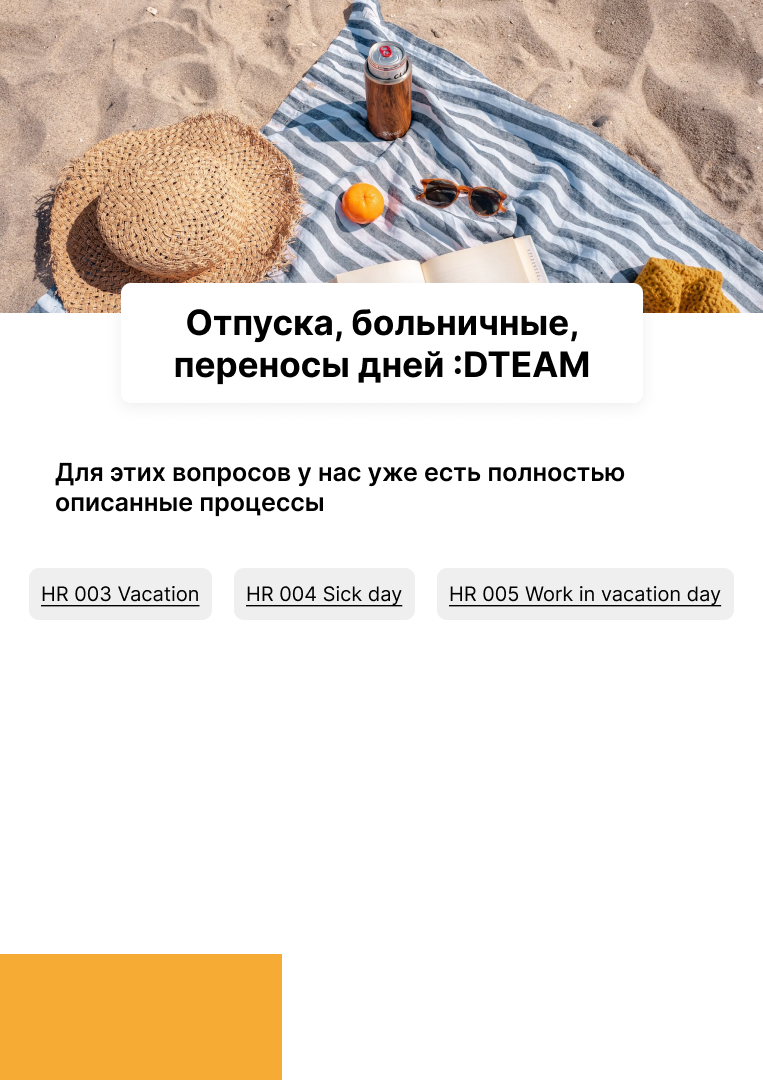 Отпуска, больничные,
переносы дней :DTEAM
Для этих вопросов у нас уже есть полностью
описанные процессы
HR 003 Vacation
HR 004 Sick day
HR 005 Work in vacation day